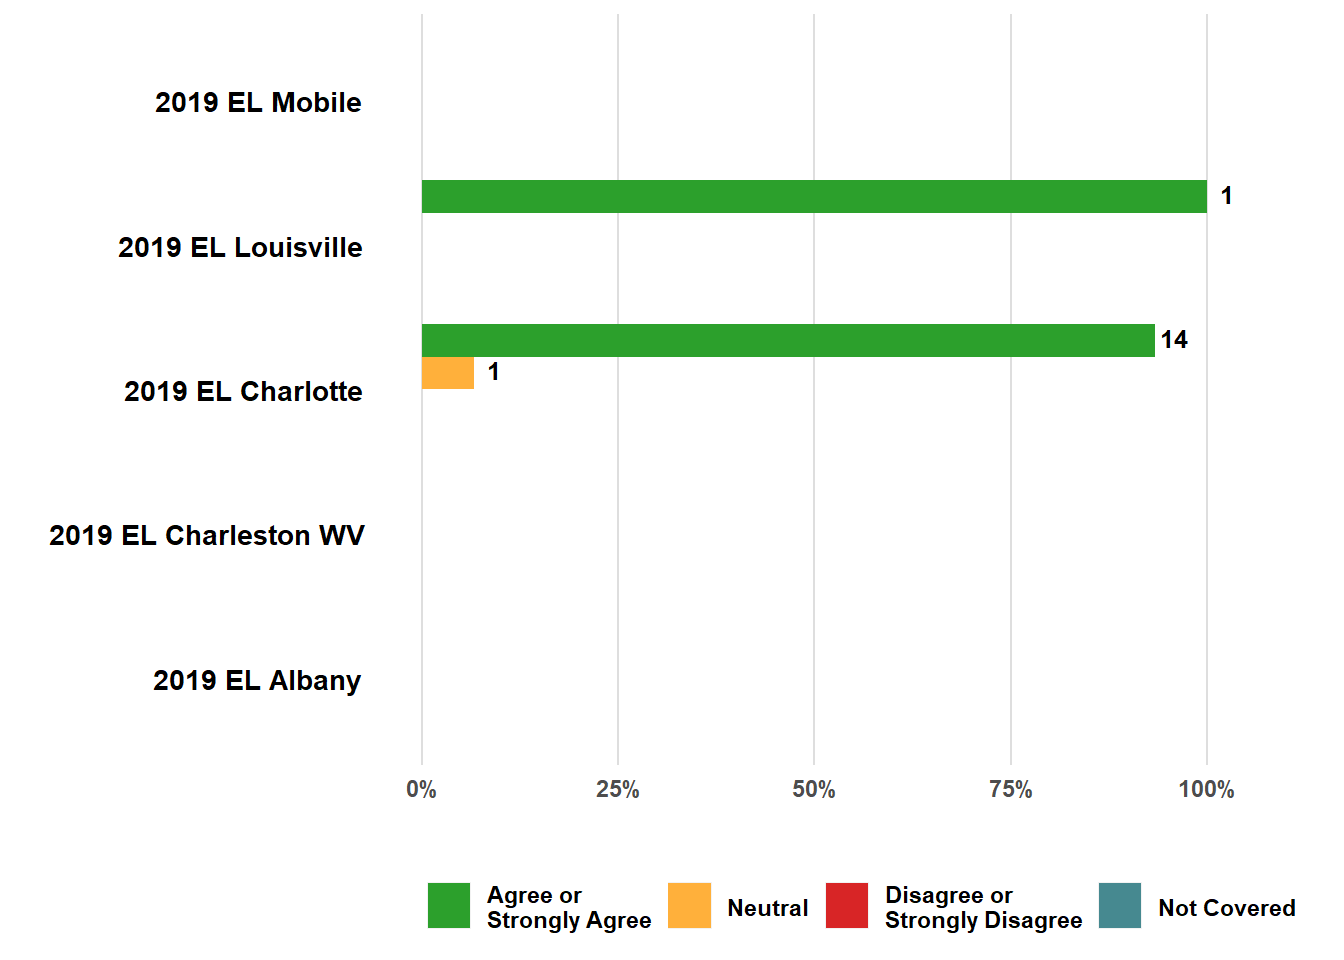 2019 EL Mobile
1
2019 EL Louisville
14
1
2019 EL Charlotte
2019 EL Charleston WV
2019 EL Albany
0% 25% 50% 75% 100%
Agree or
Strongly Agree
Neutral
Disagree or
Strongly Disagree
Not Covered